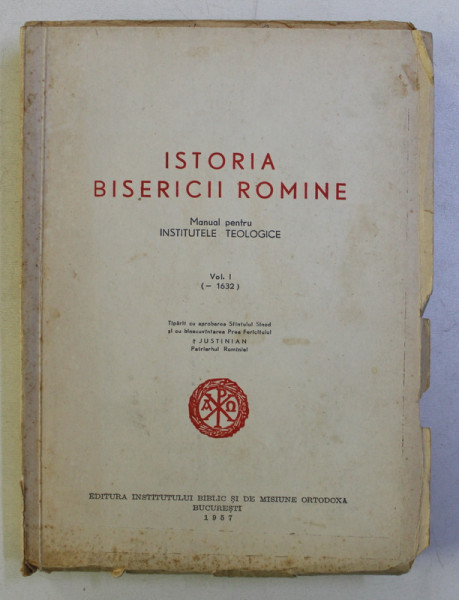 ISTORIA
BISERICII ROMINE
Manual pentru
INSTITUTELE TEOLOGICE
Vol. I
(— 1632)
Tipărit cu aprobarea Sfîntului Sinod
și cu binecuvîntarea Prea Fericitului
† JUSTINIAN
Patriarhul Romîniei
A Ω
EDITURA INSTITUTULUI BIBLIC ȘI DE MISIUNE ORTODOXA
BUCUREȘTI
1957